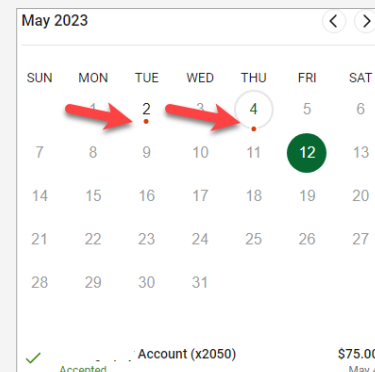 May 2023
SUN MON TUE WED THU FRI SAT
1 2 3 4 5 6
7 8 9 10 11 12 13
14 15 16 17 18 19 20
21 22 23 24 25 26 27
28 29 30 31
Account (x2050) $75.00
Accepted May 4